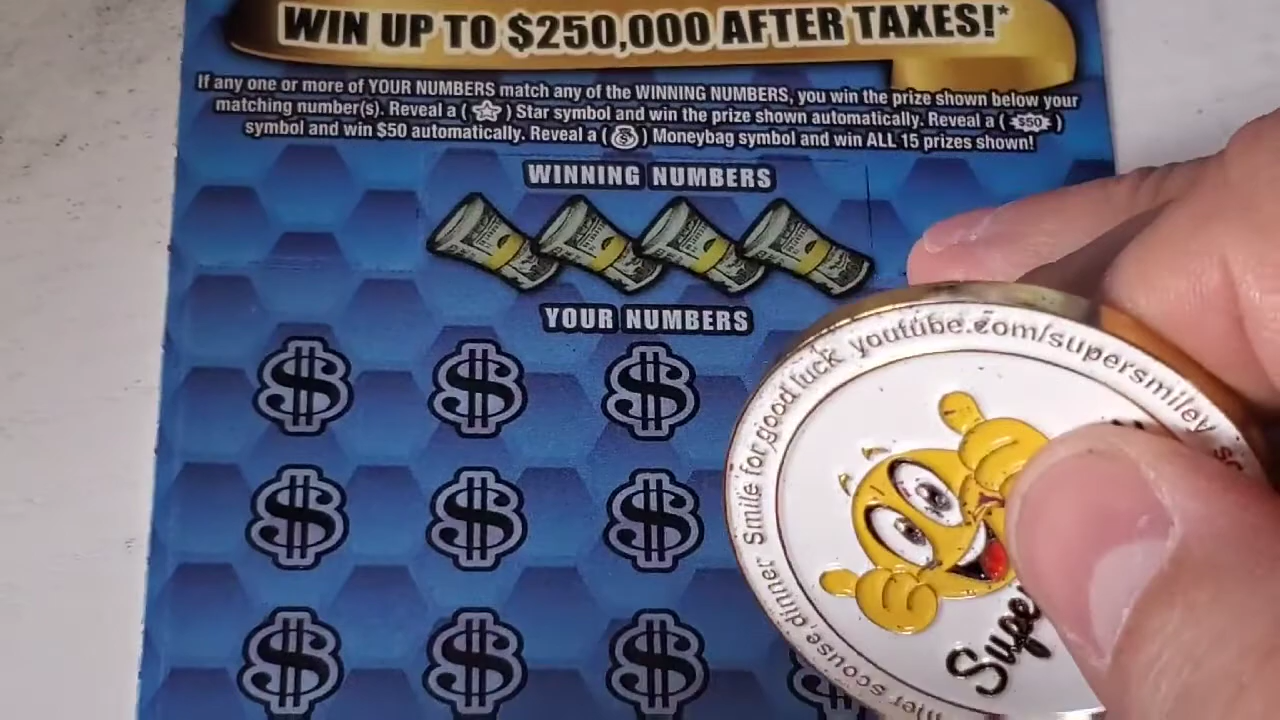 WIN UP TO $250,000 AFTER TAXES!*
If any one or more of YOUR NUMBERS match any of the WINNING NUMBERS, you win the prize shown below your
matching number(s). Reveal a ( ) Star symbol and win the prize shown automatically. Reveal a ( $50 )
symbol and win $50 automatically. Reveal a ( ) Moneybag symbol and win ALL 15 prizes shown!
WINNING NUMBERS
YOUR NUMBERS
$ $ $
$ $ $
$ $ $ $
Smile for good luck youtube.com/supersmiley
scouse, dinner
Supe